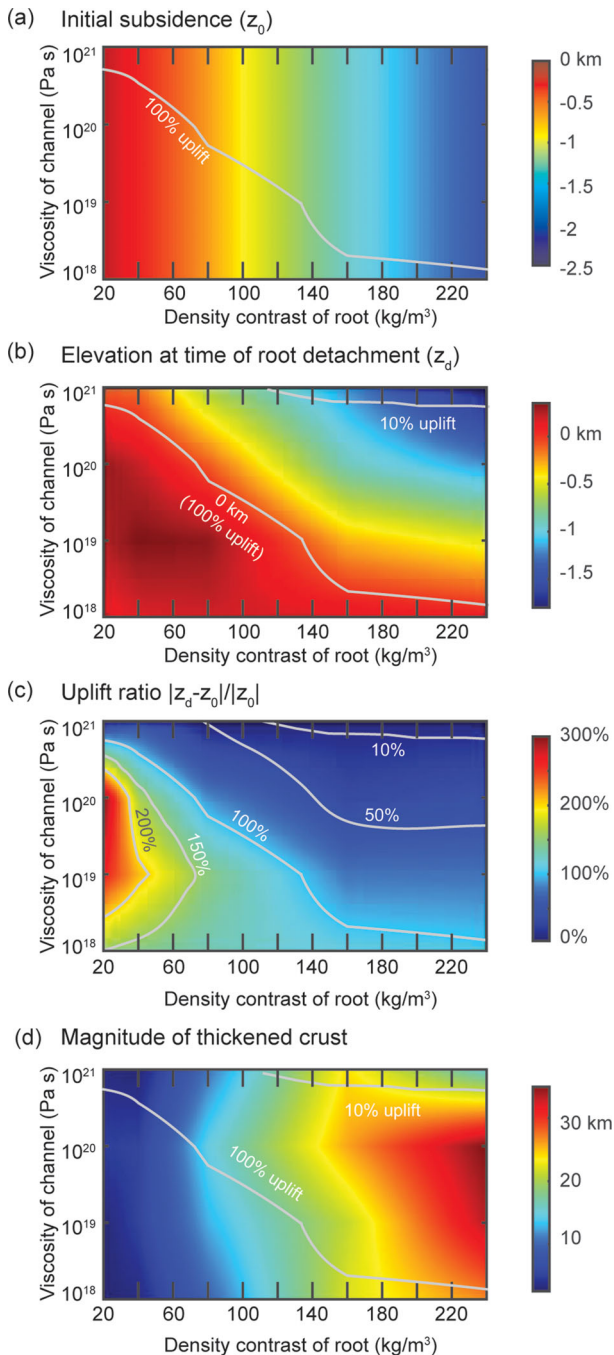 (a) Initial subsidence (z₀)
Viscosity of channel (Pa s)
10²¹
10²⁰
10¹⁹
10¹⁸
100% uplift
20 60 100 140 180 220
Density contrast of root (kg/m³)
0 km
-0.5
-1
-1.5
-2
-2.5
(b) Elevation at time of root detachment (z_d)
Viscosity of channel (Pa s)
10²¹
10²⁰
10¹⁹
10¹⁸
10% uplift
0 km
(100% uplift)
20 60 100 140 180 220
Density contrast of root (kg/m³)
0 km
-0.5
-1
-1.5
(c) Uplift ratio |z_d-z₀|/|z₀|
Viscosity of channel (Pa s)
10²¹
10²⁰
10¹⁹
10¹⁸
10%
50%
100%
150%
200%
20 60 100 140 180 220
Density contrast of root (kg/m³)
300%
200%
100%
0%
(d) Magnitude of thickened crust
Viscosity of channel (Pa s)
10²¹
10²⁰
10¹⁹
10¹⁸
10% uplift
100% uplift
20 60 100 140 180 220
Density contrast of root (kg/m³)
30 km
20
10